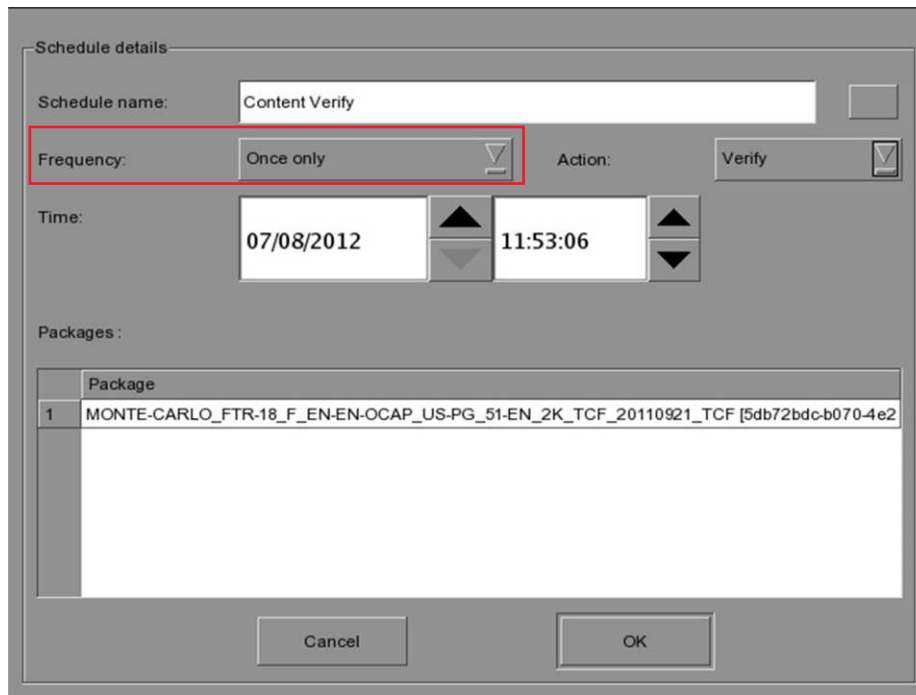 Schedule details
Schedule name: Content Verify
Frequency: Once only Action: Verify
Time: 07/08/2012 11:53:06
Packages :
Package
1 MONTE-CARLO_FTR-18_F_EN-EN-OCAP_US-PG_51-EN_2K_TCF_20110921_TCF [5db72bdc-b070-4e2
Cancel OK